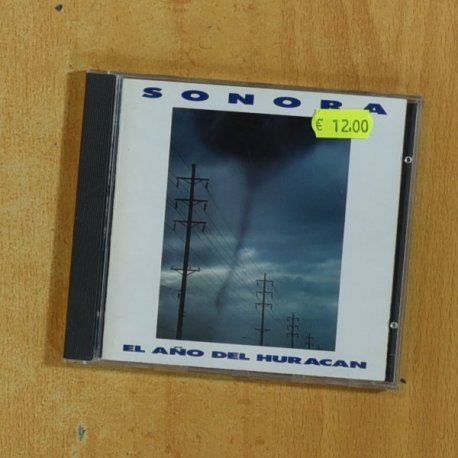 SONORA
€ 12.00
EL AÑO DEL HURACAN